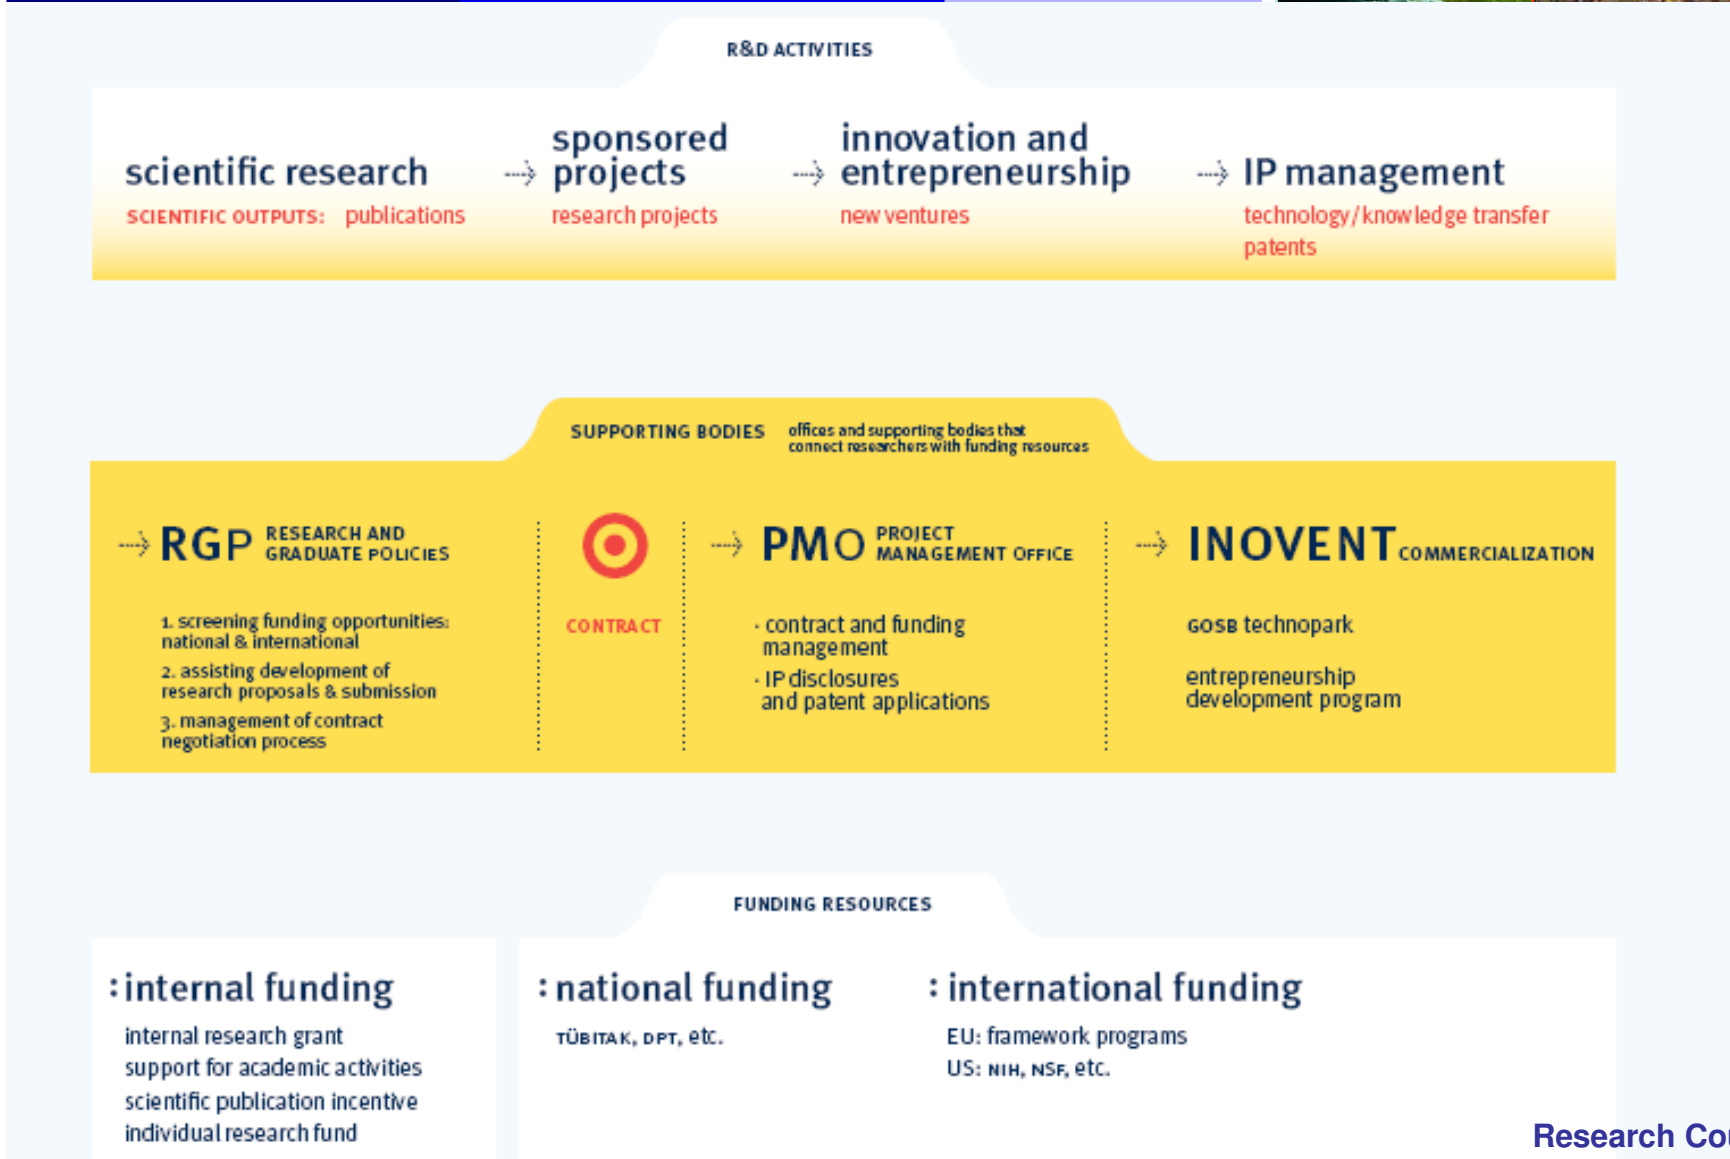 R&D ACTIVITIES
scientific research
SCIENTIFIC OUTPUTS: publications
sponsored
projects
research projects
innovation and
entrepreneurship
new ventures
IP management
technology/knowledge transfer
patents
SUPPORTING BODIES
offices and supporting bodies that
connect researchers with funding resources
RGP RESEARCH AND
GRADUATE POLICIES
1. screening funding opportunities:
national & international
2. assisting development of
research proposals & submission
3. management of contract
negotiation process
CONTRACT
PMO PROJECT
MANAGEMENT OFFICE
· contract and funding
management
· IP disclosures
and patent applications
INOVENT COMMERCIALIZATION
GOSB technopark
entrepreneurship
development program
FUNDING RESOURCES
: internal funding
internal research grant
support for academic activities
scientific publication incentive
individual research fund
: national funding
TÜBITAK, DPT, etc.
: international funding
EU: framework programs
US: NIH, NSF, etc.
Research